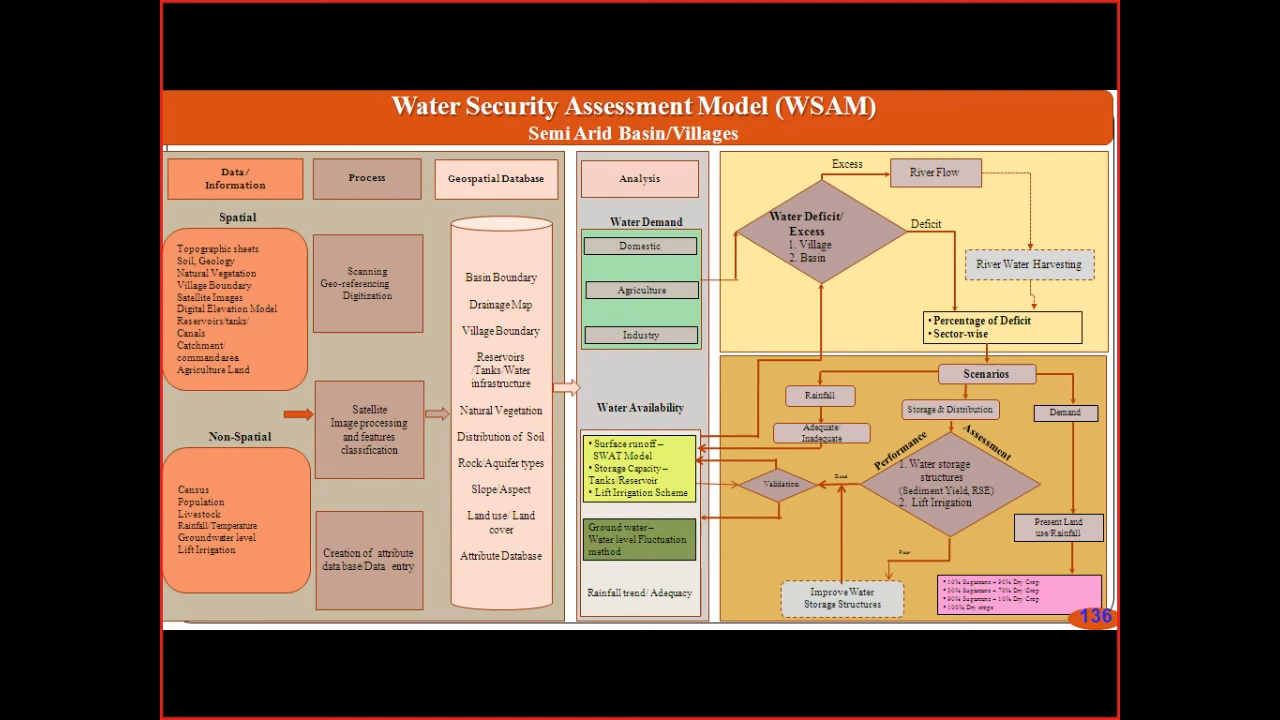 Water Security Assessment Model (WSAM)
Semi Arid Basin/Villages
Data/
Information
Spatial
Topographic sheets
Soil, Geology
Natural Vegetation
Village Boundary
Satellite Images
Digital Elevation Model
Reservoirs/tanks/
Canals
Catchment/
command area
Agriculture Land
Non-Spatial
Census
Population
Livestock
Rainfall/Temperature
Groundwater level
Lift Irrigation
Process
Scanning
Geo-referencing
Digitization
Satellite
Image processing
and features
classification
Creation of attribute
data base/Data entry
Geospatial Database
Basin Boundary
Drainage Map
Village Boundary
Reservoirs
/Tanks/Water
infrastructure
Natural Vegetation
Distribution of Soil
Rock/Aquifer types
Slope/Aspect
Land use/ Land
cover
Attribute Database
Analysis
Water Demand
Domestic
Agriculture
Industry
Water Availability
• Surface runoff –
SWAT Model
• Storage Capacity –
Tanks/Reservoir
• Lift Irrigation Scheme
Ground water–
Water level Fluctuation
method
Rainfall trend/ Adequacy
Water Deficit/
Excess
1. Village
2. Basin
Excess
River Flow
Deficit
River Water Harvesting
• Percentage of Deficit
• Sector-wise
Scenarios
Rainfall
Adequate/
Inadequate
Storage & Distribution
Demand
Performance Assessment
1. Water storage
structures
(Sediment Yield, RSE)
2. Lift Irrigation
Validation
Good
Poor
Improve Water
Storage Structures
Present Land
use/Rainfall
• 100% Dry crops
136